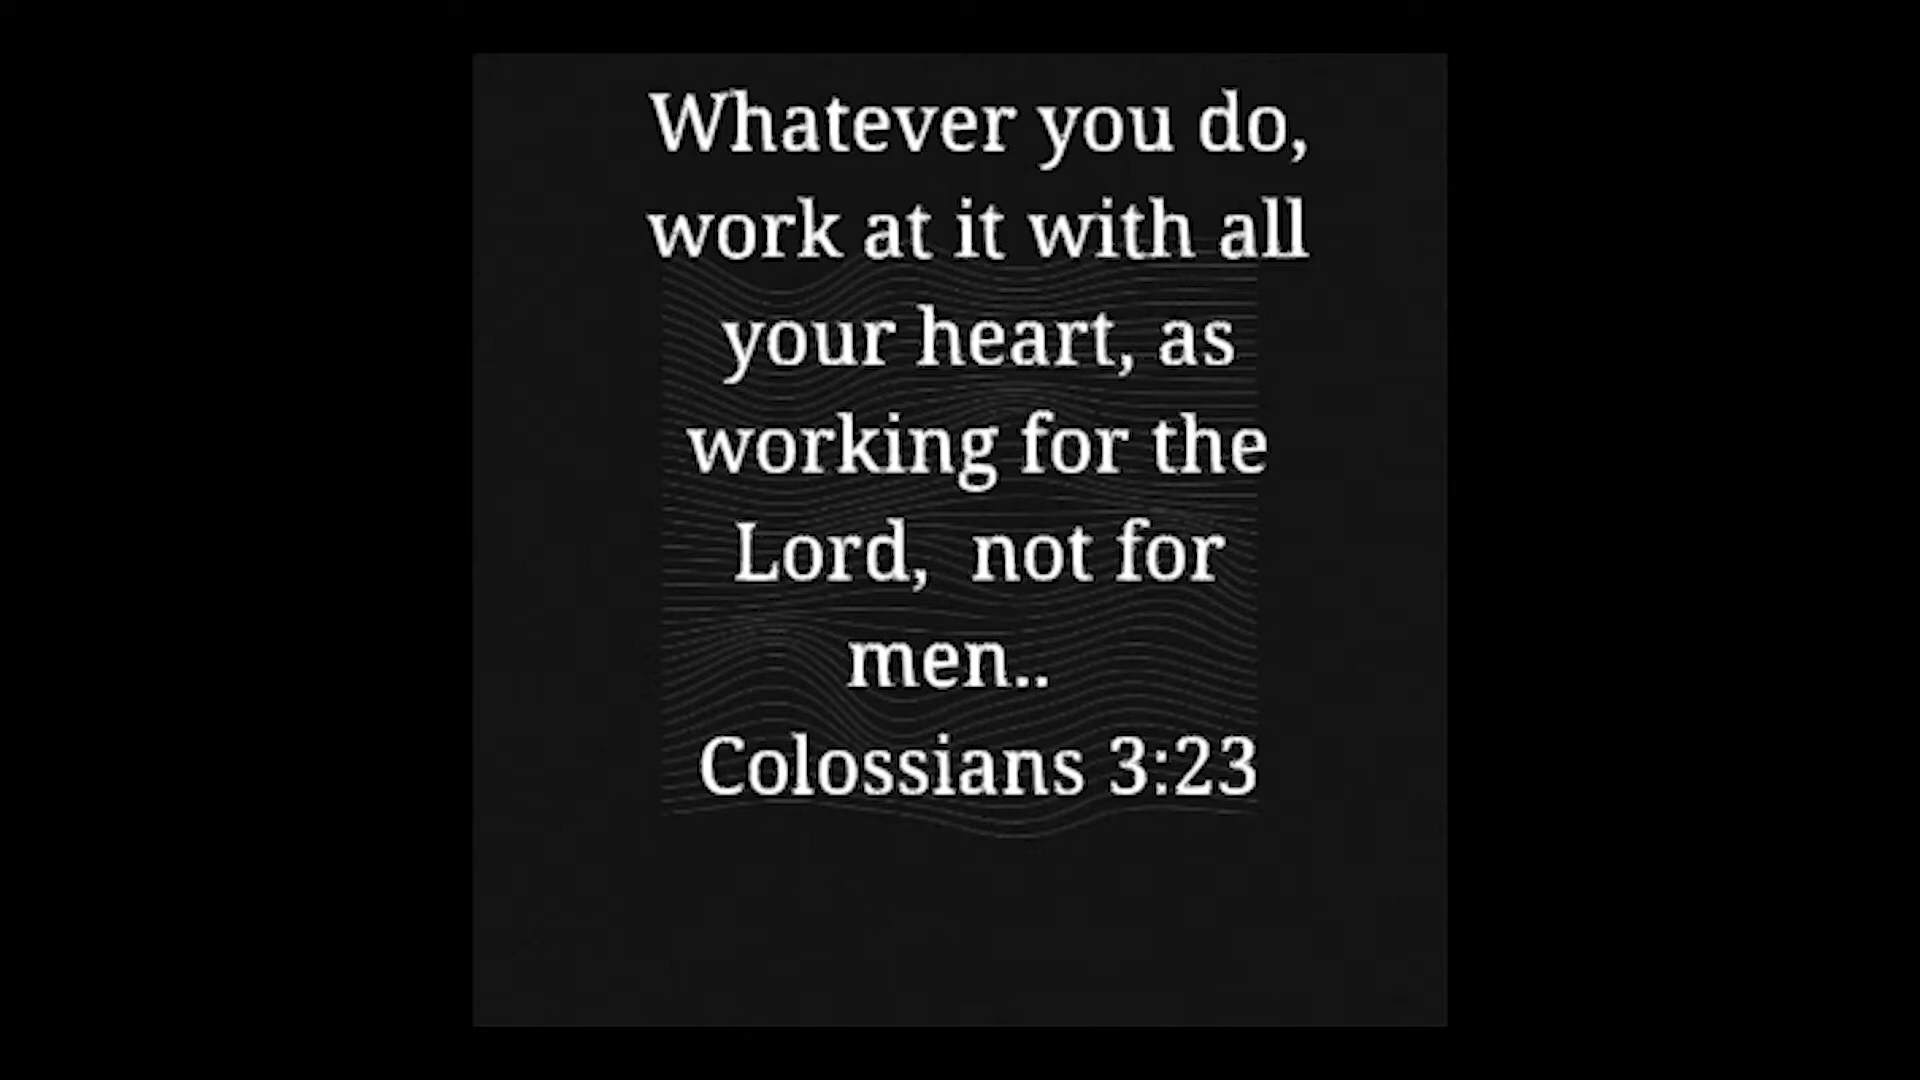 Whatever you do,
work at it with all
your heart, as
working for the
Lord,  not for
men..
Colossians 3:23